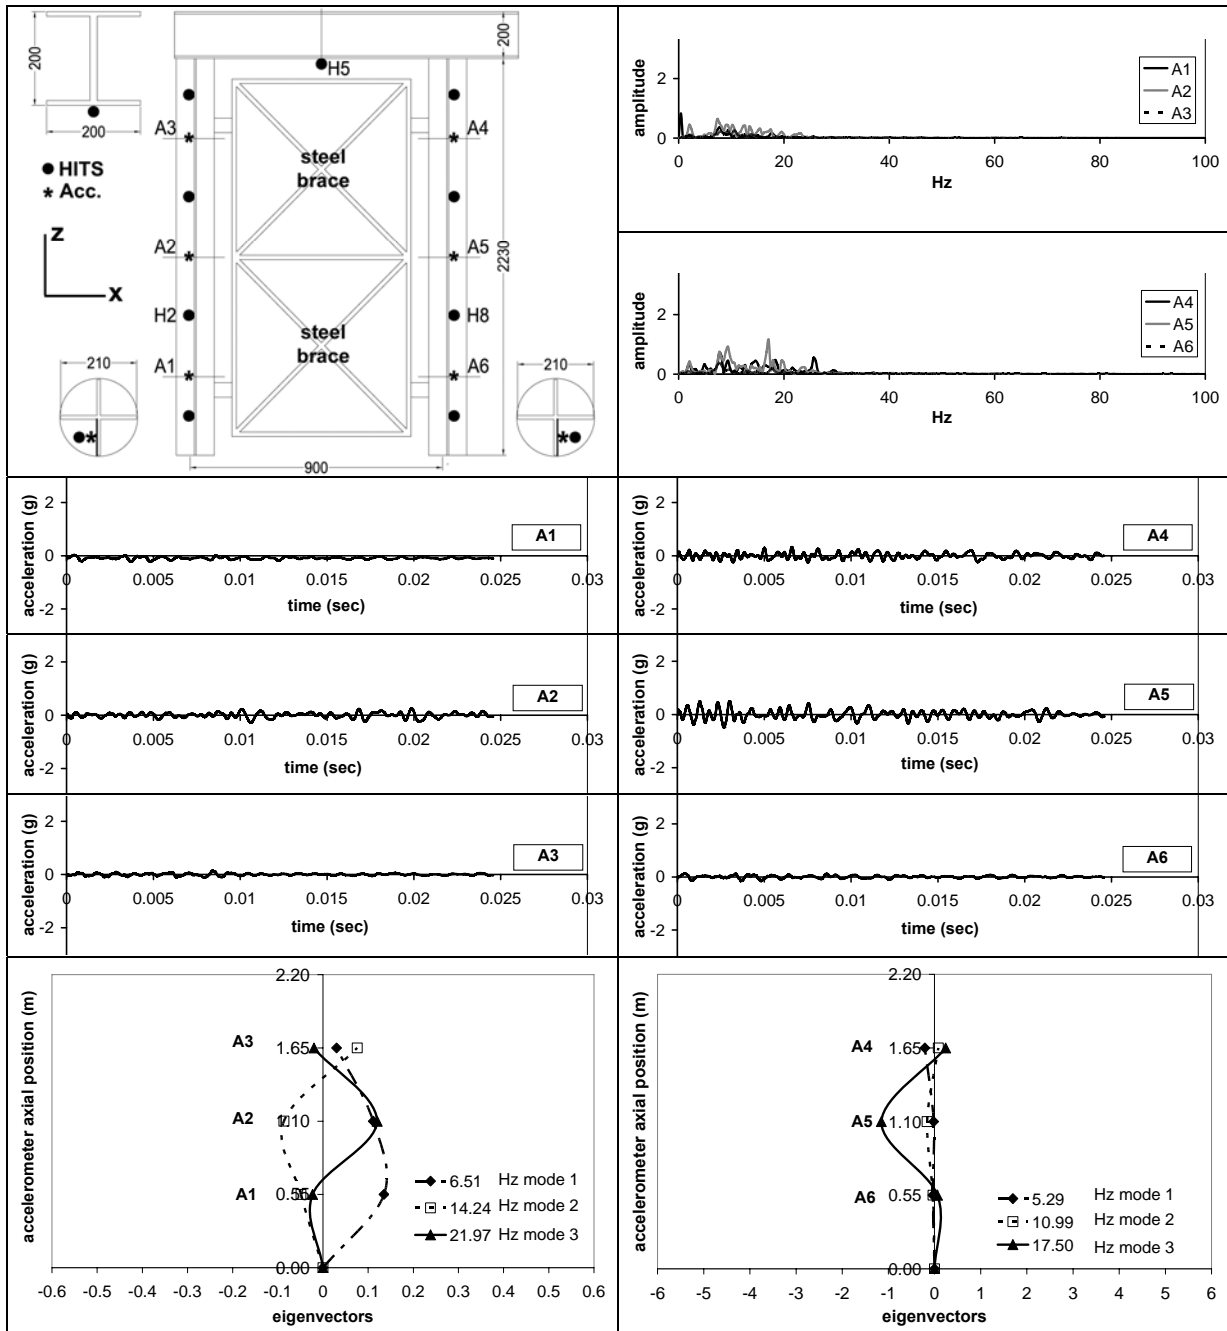 200
200
HITS
* Acc.
Z
X
H5
200
A3
A4
steel
brace
A2
A5
2230
H2
H8
steel
brace
210
A1
A6
210
900
amplitude
2
0
0 20 40 60 80 100
Hz
A1
A2
A3
amplitude
2
0
0 20 40 60 80 100
Hz
A4
A5
A6
acceleration (g)
2
0
-2
0 0.005 0.01 0.015 0.02 0.025 0.03
time (sec)
A1
acceleration (g)
2
0
-2
0 0.005 0.01 0.015 0.02 0.025 0.03
time (sec)
A4
acceleration (g)
2
0
-2
0 0.005 0.01 0.015 0.02 0.025 0.03
time (sec)
A2
acceleration (g)
2
0
-2
0 0.005 0.01 0.015 0.02 0.025 0.03
time (sec)
A5
acceleration (g)
2
0
-2
0 0.005 0.01 0.015 0.02 0.025 0.03
time (sec)
A3
acceleration (g)
2
0
-2
0 0.005 0.01 0.015 0.02 0.025 0.03
time (sec)
A6
accelerometer axial position (m)
2.20
A3 1.65
A2 1.10
A1 0.55
0.00
6.51 Hz mode 1
14.24 Hz mode 2
21.97 Hz mode 3
-0.6 -0.5 -0.4 -0.3 -0.2 -0.1 0 0.1 0.2 0.3 0.4 0.5 0.6
eigenvectors
accelerometer axial position (m)
2.20
A4 1.65
A5 1.10
A6 0.55
0.00
5.29 Hz mode 1
10.99 Hz mode 2
17.50 Hz mode 3
-6 -5 -4 -3 -2 -1 0 1 2 3 4 5 6
eigenvectors